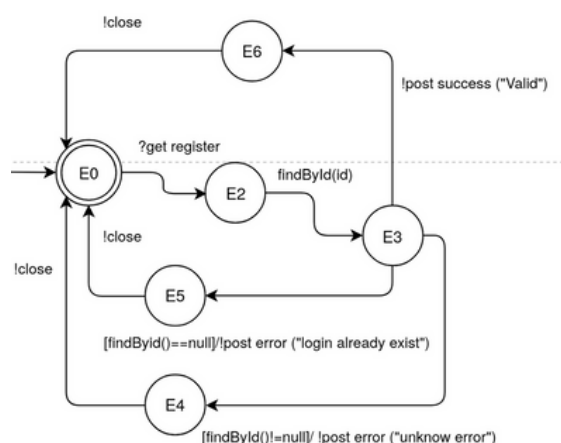 !close
E6
!post success ("Valid")
?get register
E0
E2
findById(id)
E3
!close
!close
E5
[findByid()==null]/!post error ("login already exist")
E4
[findById()!=null]/ !post error ("unknow error")